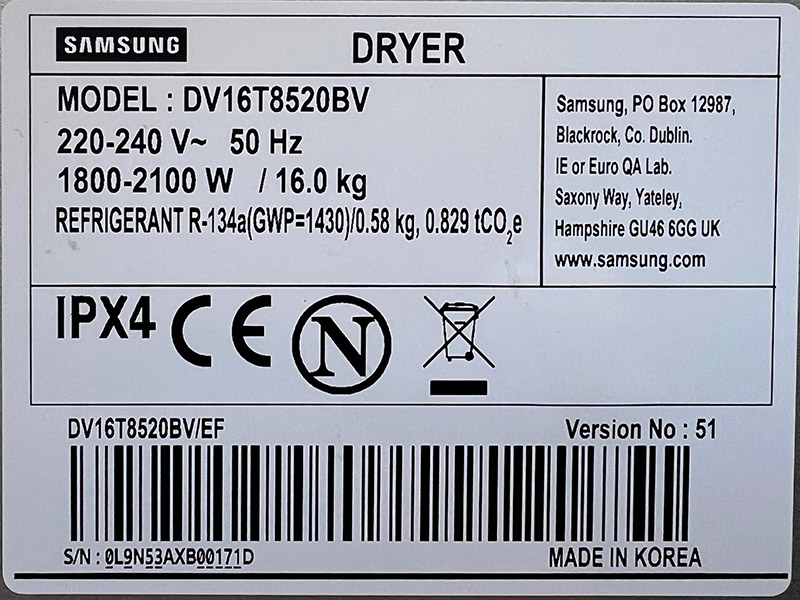 SAMSUNG DRYER
MODEL : DV16T8520BV
220-240 V~ 50 Hz
1800-2100 W / 16.0 kg
REFRIGERANT R-134a(GWP=1430)/0.58 kg, 0.829 tCO₂e
Samsung, PO Box 12987,
Blackrock, Co. Dublin.
IE or Euro QA Lab.
Saxony Way, Yateley,
Hampshire GU46 6GG UK
www.samsung.com
IPX4 CE N
DV16T8520BV/EF Version No : 51
S/N : 0L9N53AXB00171D MADE IN KOREA